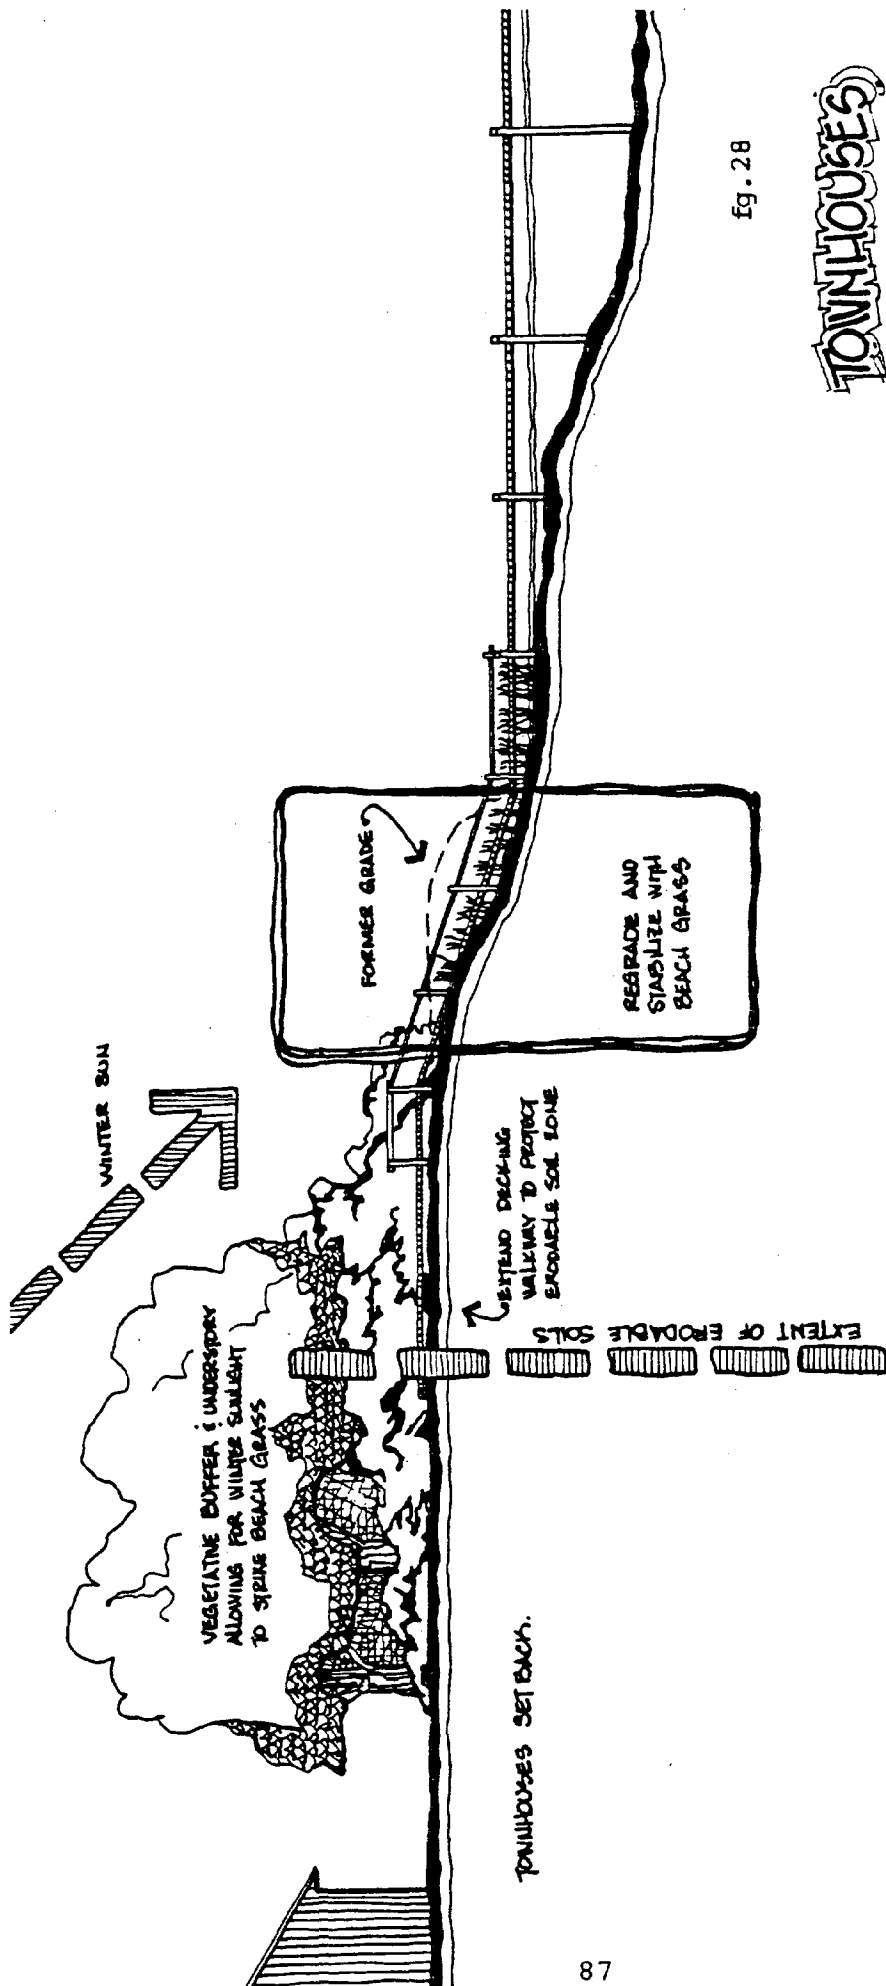 WINTER SUN
VEGETATIVE BUFFER & UNDERSTORY
ALLOWING FOR WINTER SUNLIGHT
TO STRIKE BEACH GRASS
FORMER GRADE
REGRADE AND
STABILIZE WITH
BEACH GRASS
EXTEND DECKING
WALKWAY TO PROTECT
ERODABLE SOIL ZONE
EXTENT OF ERODABLE SOILS
TOWNHOUSES SETBACK.
fg.28
TOWNHOUSES
87